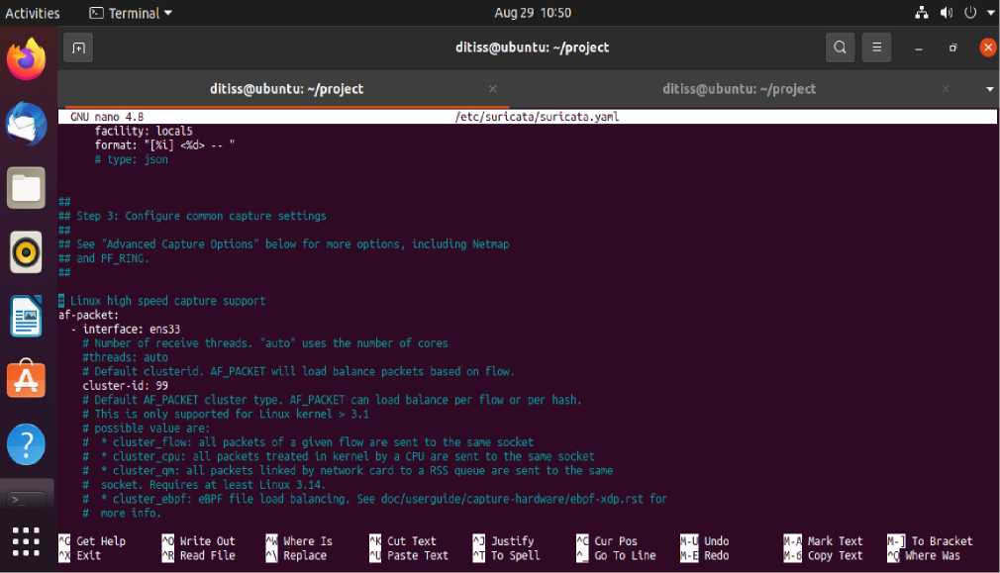 Activities Terminal Aug 29 10:50
ditiss@ubuntu: ~/project
ditiss@ubuntu: ~/project × ditiss@ubuntu: ~/project ×
GNU nano 4.8 /etc/suricata/suricata.yaml
facility: local5
format: "[%i] <%d> -- "
# type: json
##
## Step 3: Configure common capture settings
##
## See "Advanced Capture Options" below for more options, including Netmap
## and PF_RING.
##
# Linux high speed capture support
af-packet:
- interface: ens33
# Number of receive threads. "auto" uses the number of cores
#threads: auto
# Default clusterid. AF_PACKET will load balance packets based on flow.
cluster-id: 99
# Default AF_PACKET cluster type. AF_PACKET can load balance per flow or per hash.
# This is only supported for Linux kernel > 3.1
# possible value are:
# * cluster_flow: all packets of a given flow are sent to the same socket
# * cluster_cpu: all packets treated in kernel by a CPU are sent to the same socket
# * cluster_qm: all packets linked by network card to a RSS queue are sent to the same
# socket. Requires at least Linux 3.14.
# * cluster_ebpf: eBPF file load balancing. See doc/userguide/capture-hardware/ebpf-xdp.rst for
# more info.
^G Get Help ^O Write Out ^W Where Is ^K Cut Text ^J Justify ^C Cur Pos M-U Undo M-A Mark Text M-] To Bracket
^X Exit ^R Read File ^\ Replace ^U Paste Text ^T To Spell ^_ Go To Line M-E Redo M-6 Copy Text ^Q Where Was